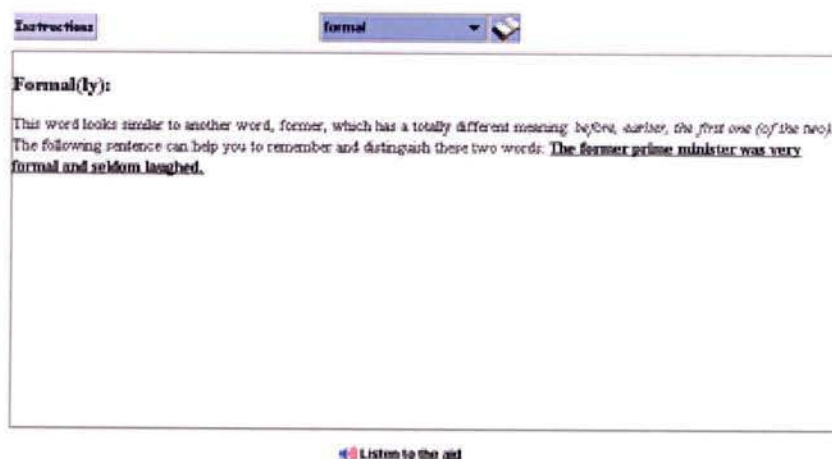 Instructions
formal
Formal(ly):
This word looks similar to another word, former, which has a totally different meaning: before, earlier, the first one (of the two).
The following sentence can help you to remember and distinguish these two words: The former prime minister was very
formal and seldom laughed.
Listen to the aid